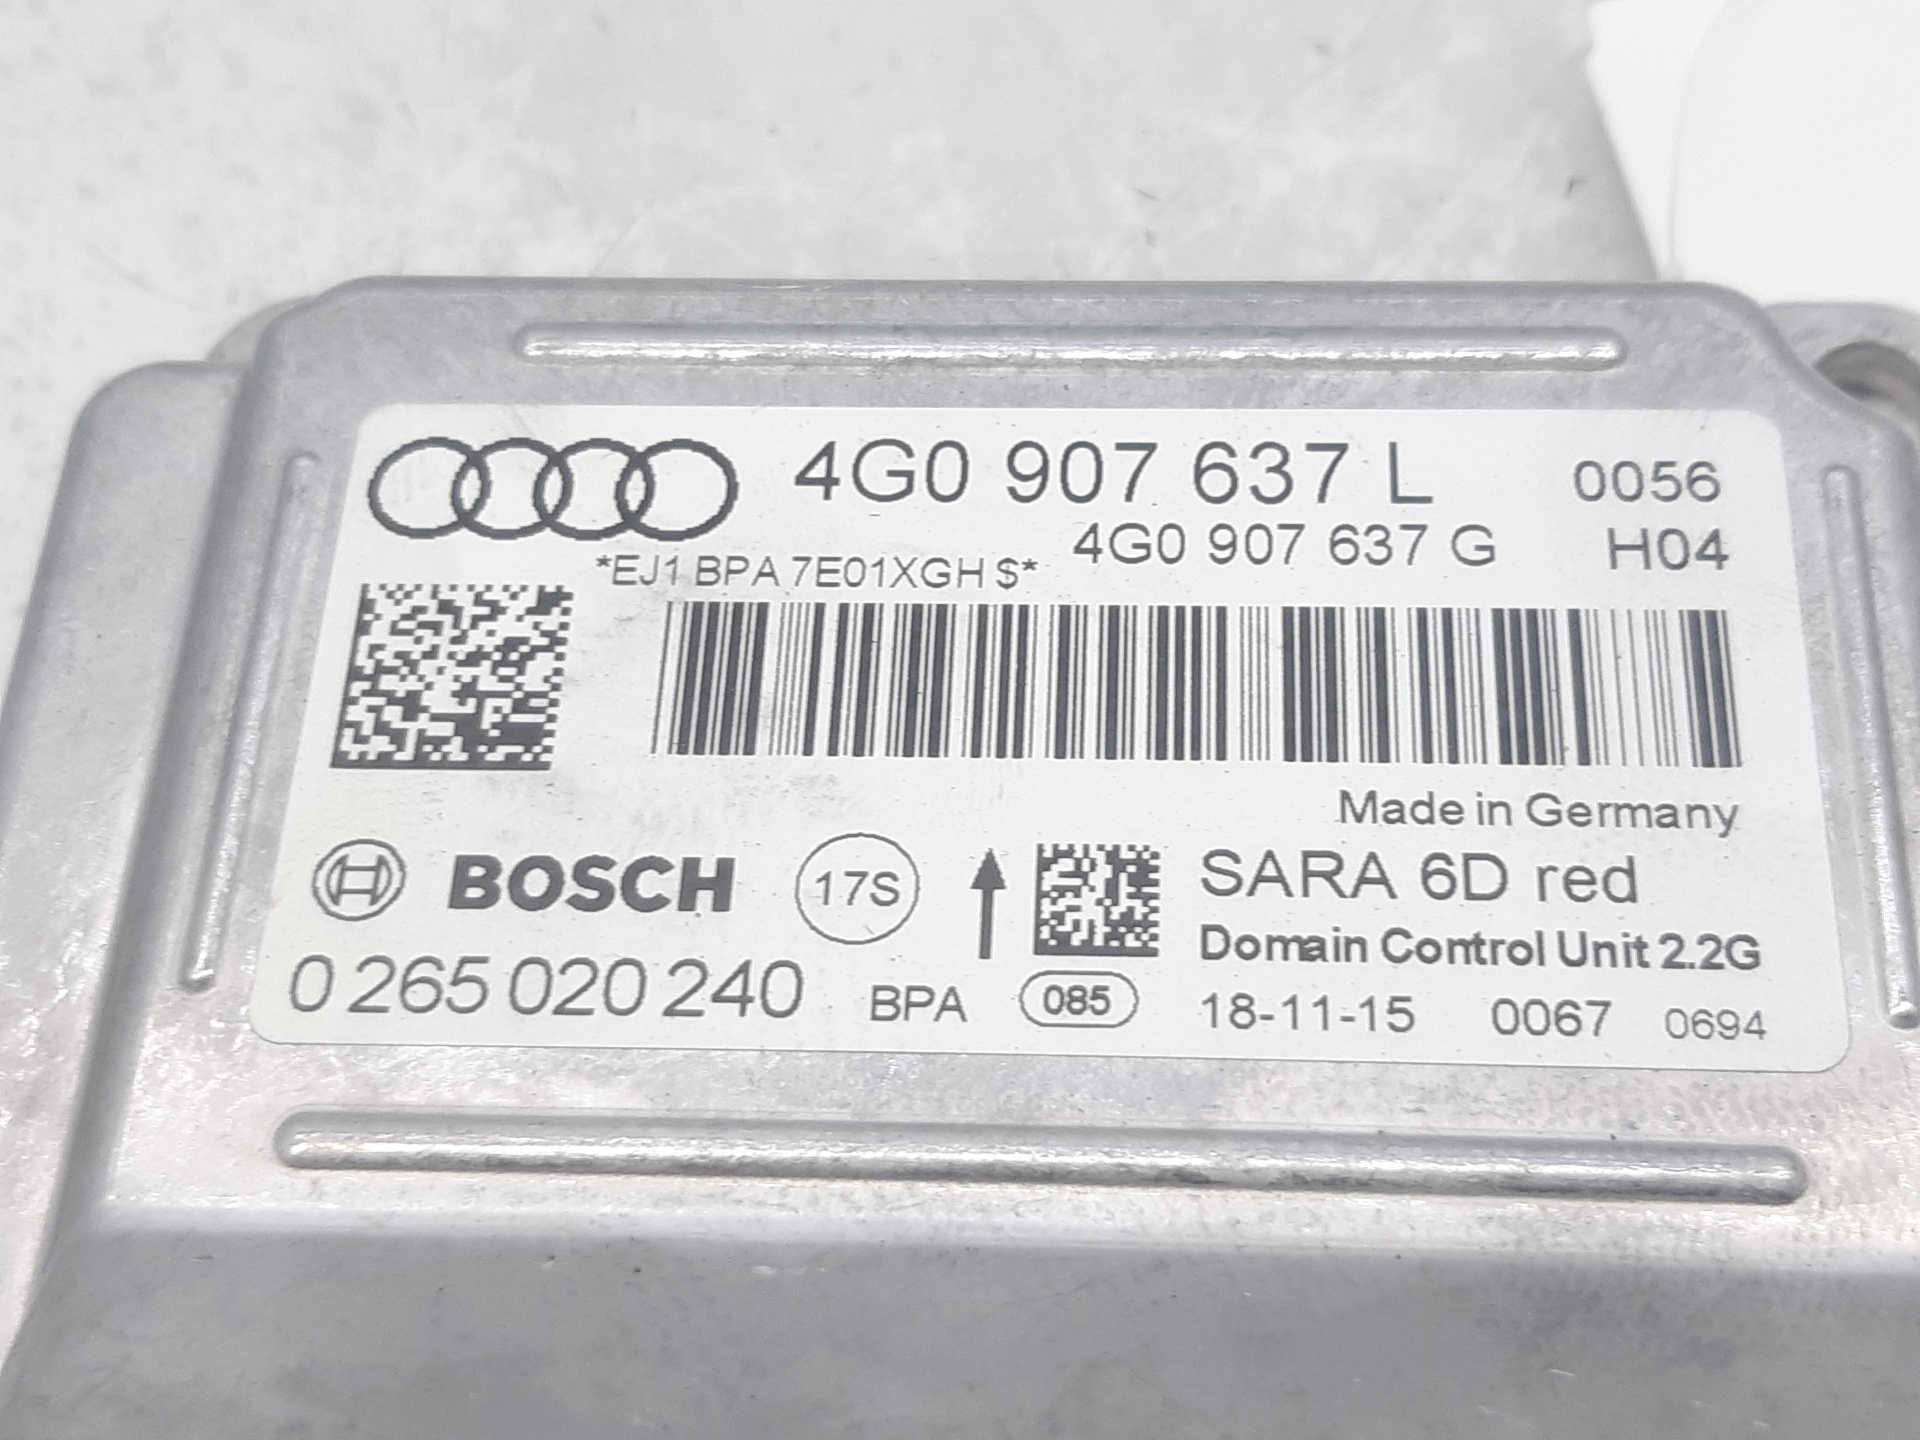 4G0 907 637 L 0056
4G0 907 637 G H04
*EJ1 BPA 7E01XGH $*
Made in Germany
BOSCH 17S SARA 6D red
Domain Control Unit 2.2G
0 265 020 240 BPA 085 18-11-15 0067 0694